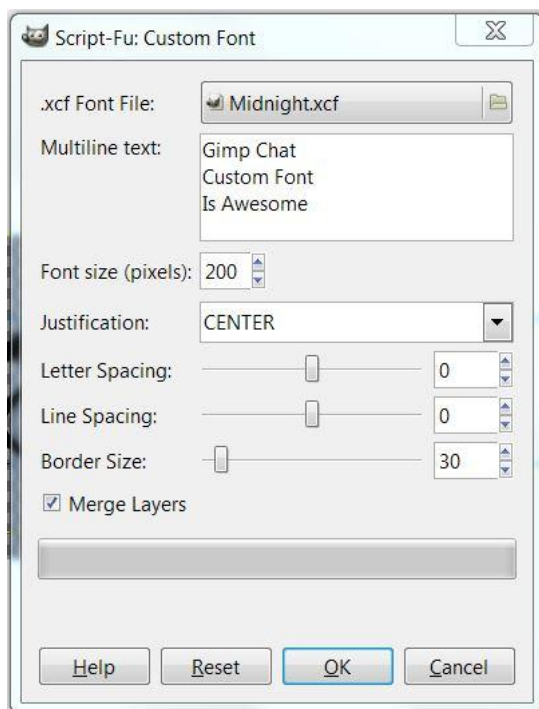 Script-Fu: Custom Font
.xcf Font File: Midnight.xcf
Multiline text: Gimp Chat
Custom Font
Is Awesome
Font size (pixels): 200
Justification: CENTER
Letter Spacing: 0
Line Spacing: 0
Border Size: 30
Merge Layers
Help Reset OK Cancel